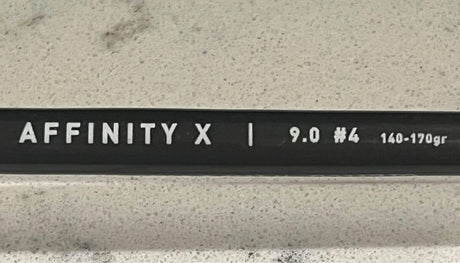 AFFINITY X | 9.0 #4 140-170gr